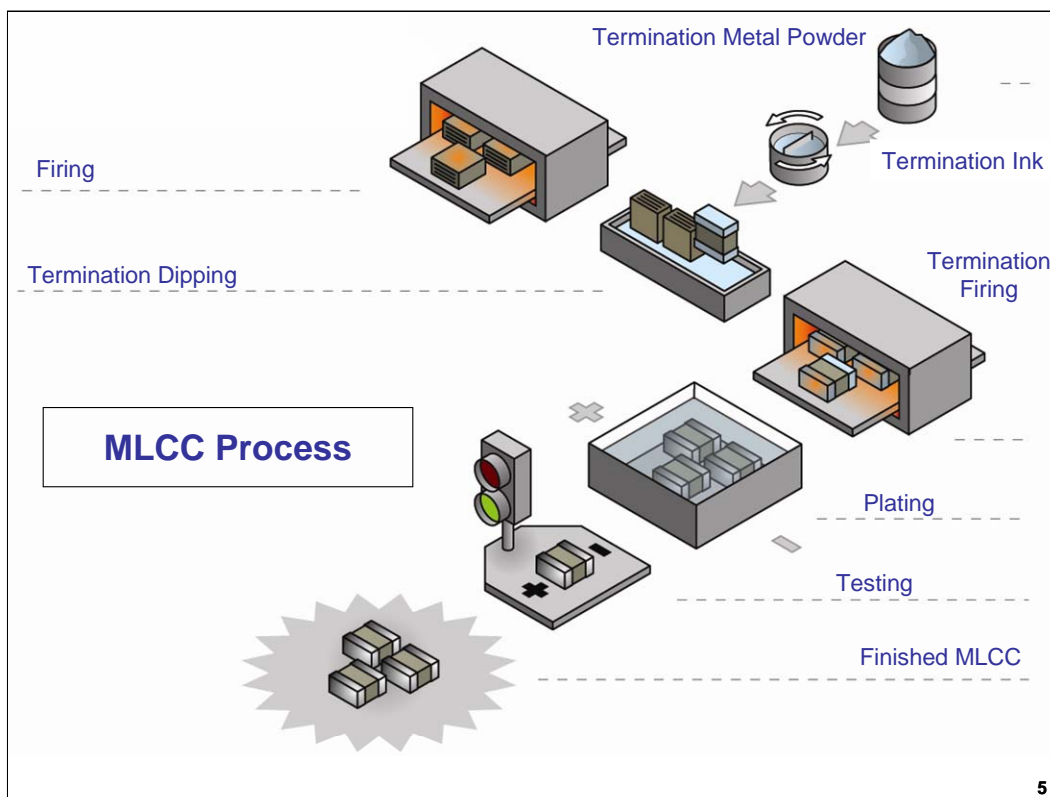 Termination Metal Powder
Termination Ink
Firing
Termination Dipping
Termination
Firing
MLCC Process
Plating
Testing
Finished MLCC
5